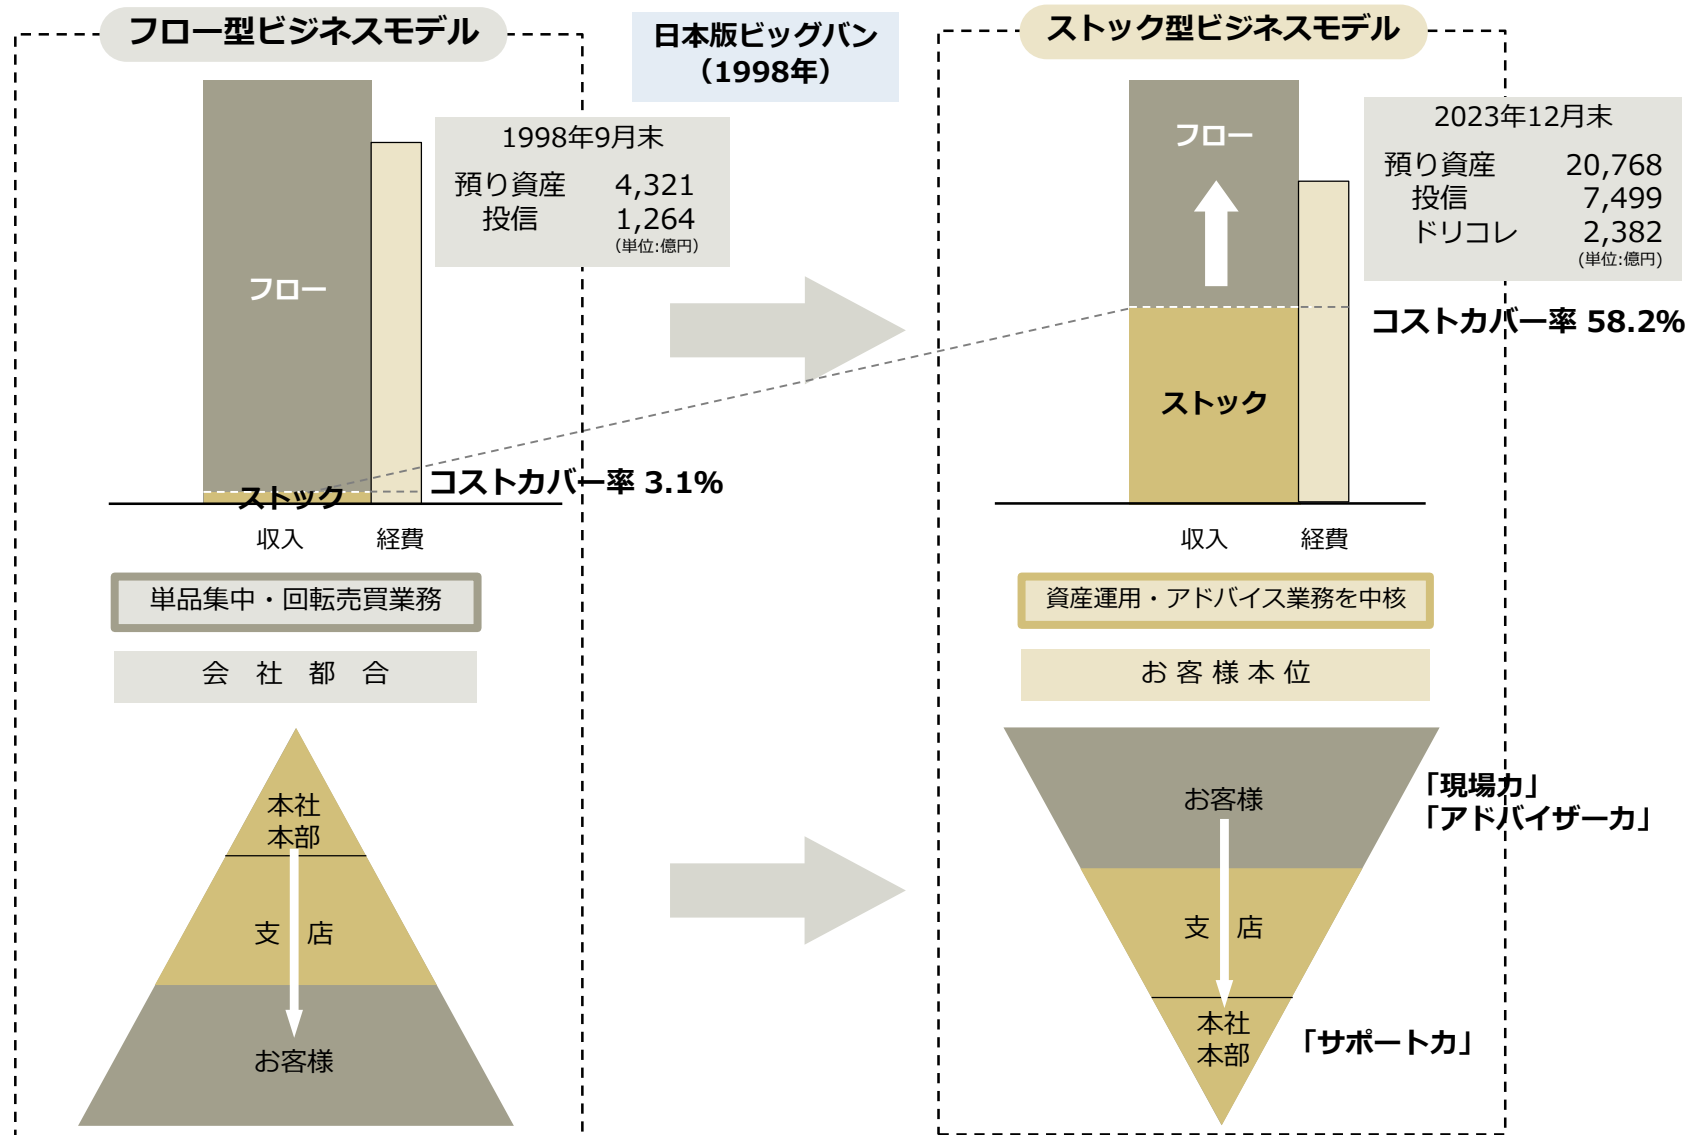 フロー型ビジネスモデル
日本版ビッグバン
（1998年）
ストック型ビジネスモデル
1998年9月末
預り資産 4,321
投信 1,264
（単位:億円）
フロー
ストック
コストカバー率 3.1%
収入 経費
2023年12月末
預り資産 20,768
投信 7,499
ドリコレ 2,382
(単位:億円)
フロー
コストカバー率 58.2%
ストック
収入 経費
単品集中・回転売買業務
会 社 都 合
資産運用・アドバイス業務を中核
お 客 様 本 位
本社
本部
支 店
お客様
お客様
支 店
本社
本部
「現場力」
「アドバイザー力」
「サポート力」